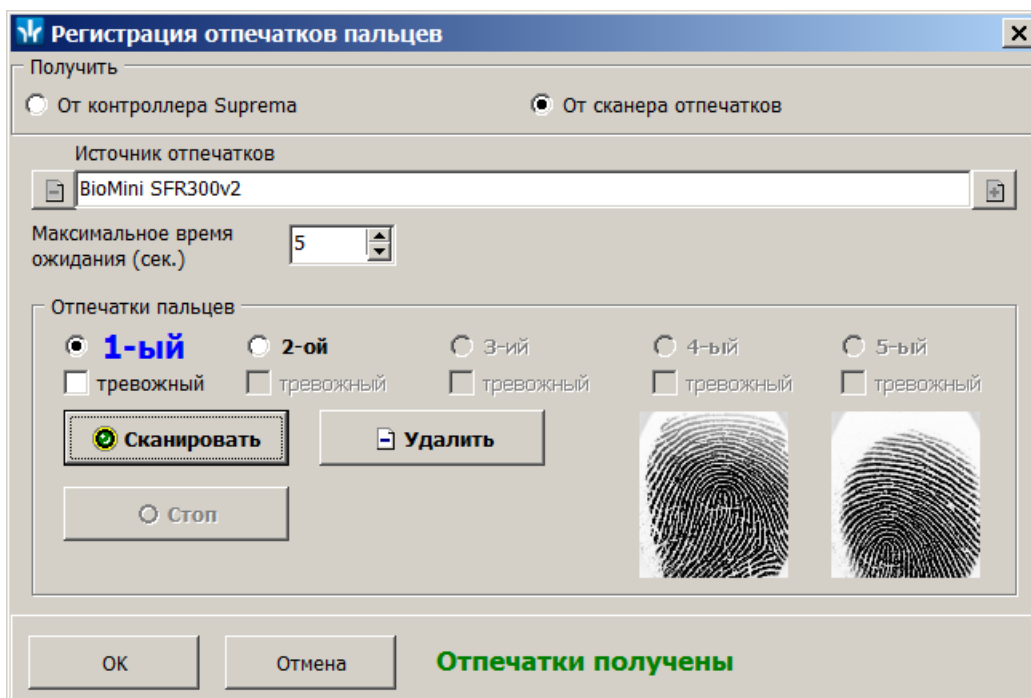 Регистрация отпечатков пальцев
Получить
От контроллера Suprema
От сканера отпечатков
Источник отпечатков
BioMini SFR300v2
Максимальное время
ожидания (сек.)
5
Отпечатки пальцев
1-ый 2-ой 3-ий 4-ый 5-ый
тревожный тревожный тревожный тревожный тревожный
Сканировать Удалить
Стоп
ОК Отмена Отпечатки получены